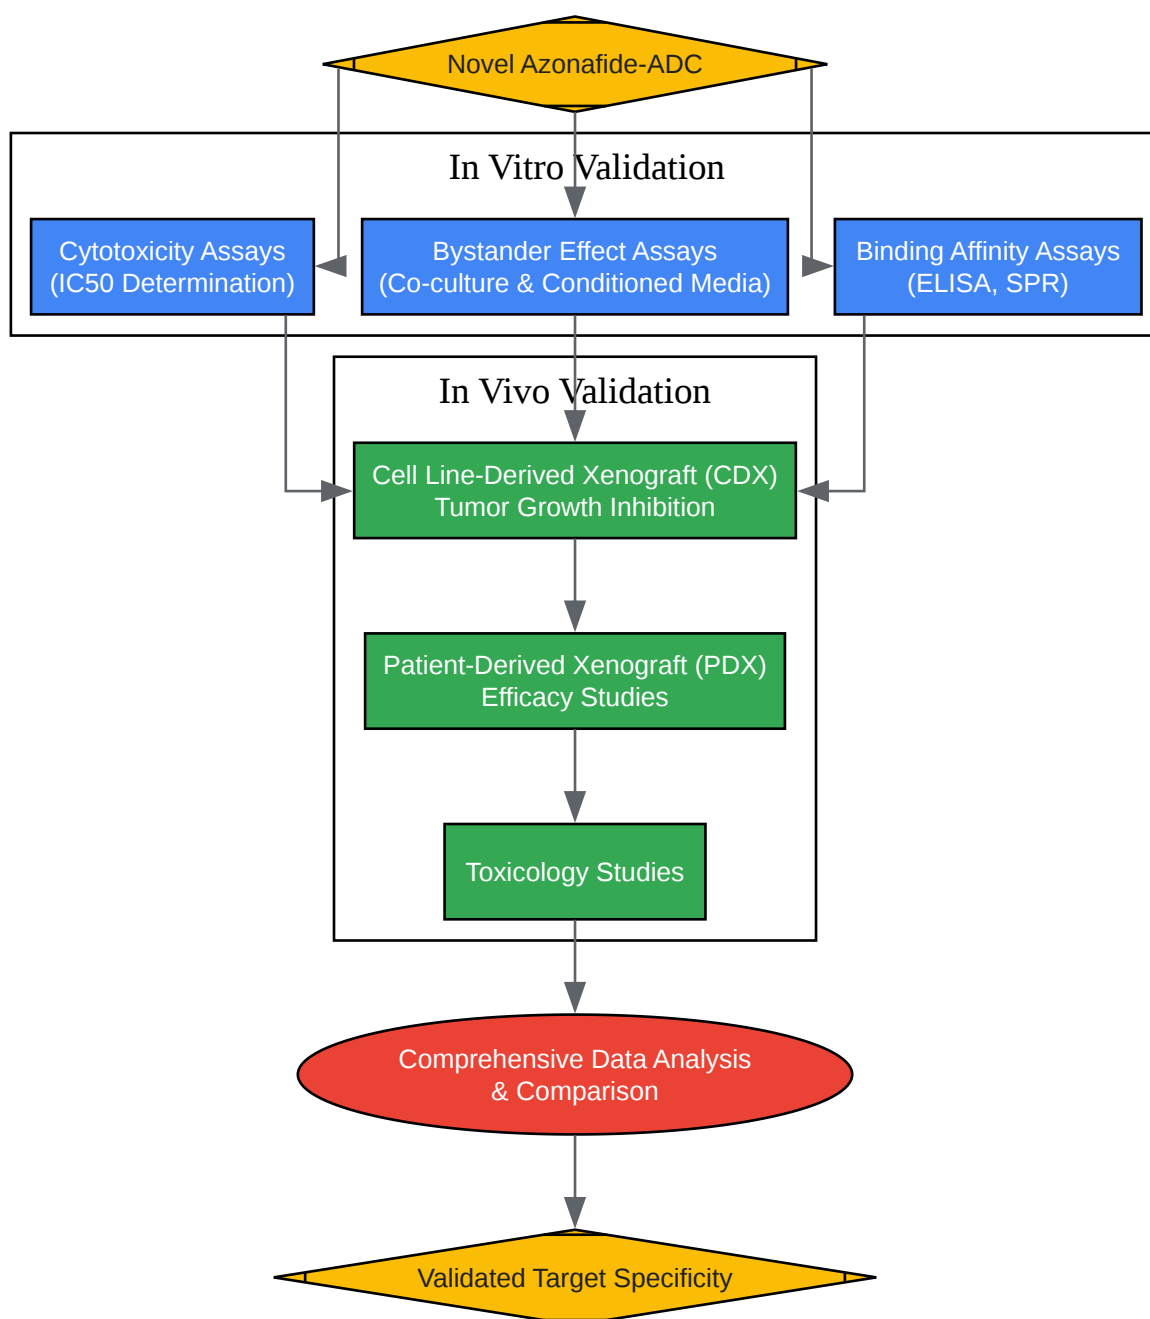 Novel Azonafide-ADC
In Vitro Validation
Cytotoxicity Assays
(IC50 Determination)
Bystander Effect Assays
(Co-culture & Conditioned Media)
Binding Affinity Assays
(ELISA, SPR)
In Vivo Validation
Cell Line-Derived Xenograft (CDX)
Tumor Growth Inhibition
Patient-Derived Xenograft (PDX)
Efficacy Studies
Toxicology Studies
Comprehensive Data Analysis
& Comparison
Validated Target Specificity